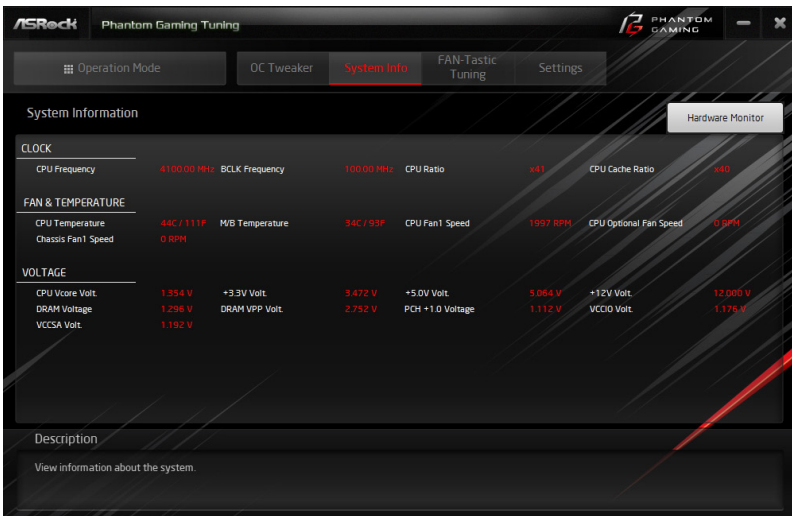 ASRock Phantom Gaming Tuning PHANTOM GAMING
Operation Mode OC Tweaker System Info FAN-Tastic Tuning Settings
System Information Hardware Monitor
CLOCK
CPU Frequency 4100.00 MHz BCLK Frequency 100.00 MHz CPU Ratio x41 CPU Cache Ratio x40
FAN & TEMPERATURE
CPU Temperature 44C / 111F M/B Temperature 34C / 93F CPU Fan1 Speed 1997 RPM CPU Optional Fan Speed 0 RPM
Chassis Fan1 Speed 0 RPM
VOLTAGE
CPU Vcore Volt. 1.354 V +3.3V Volt. 3.472 V +5.0V Volt. 5.064 V +12V Volt. 12.000 V
DRAM Voltage 1.296 V DRAM VPP Volt. 2.752 V PCH +1.0 Voltage 1.112 V VCCIO Volt. 1.176 V
VCCSA Volt. 1.192 V
Description
View information about the system.